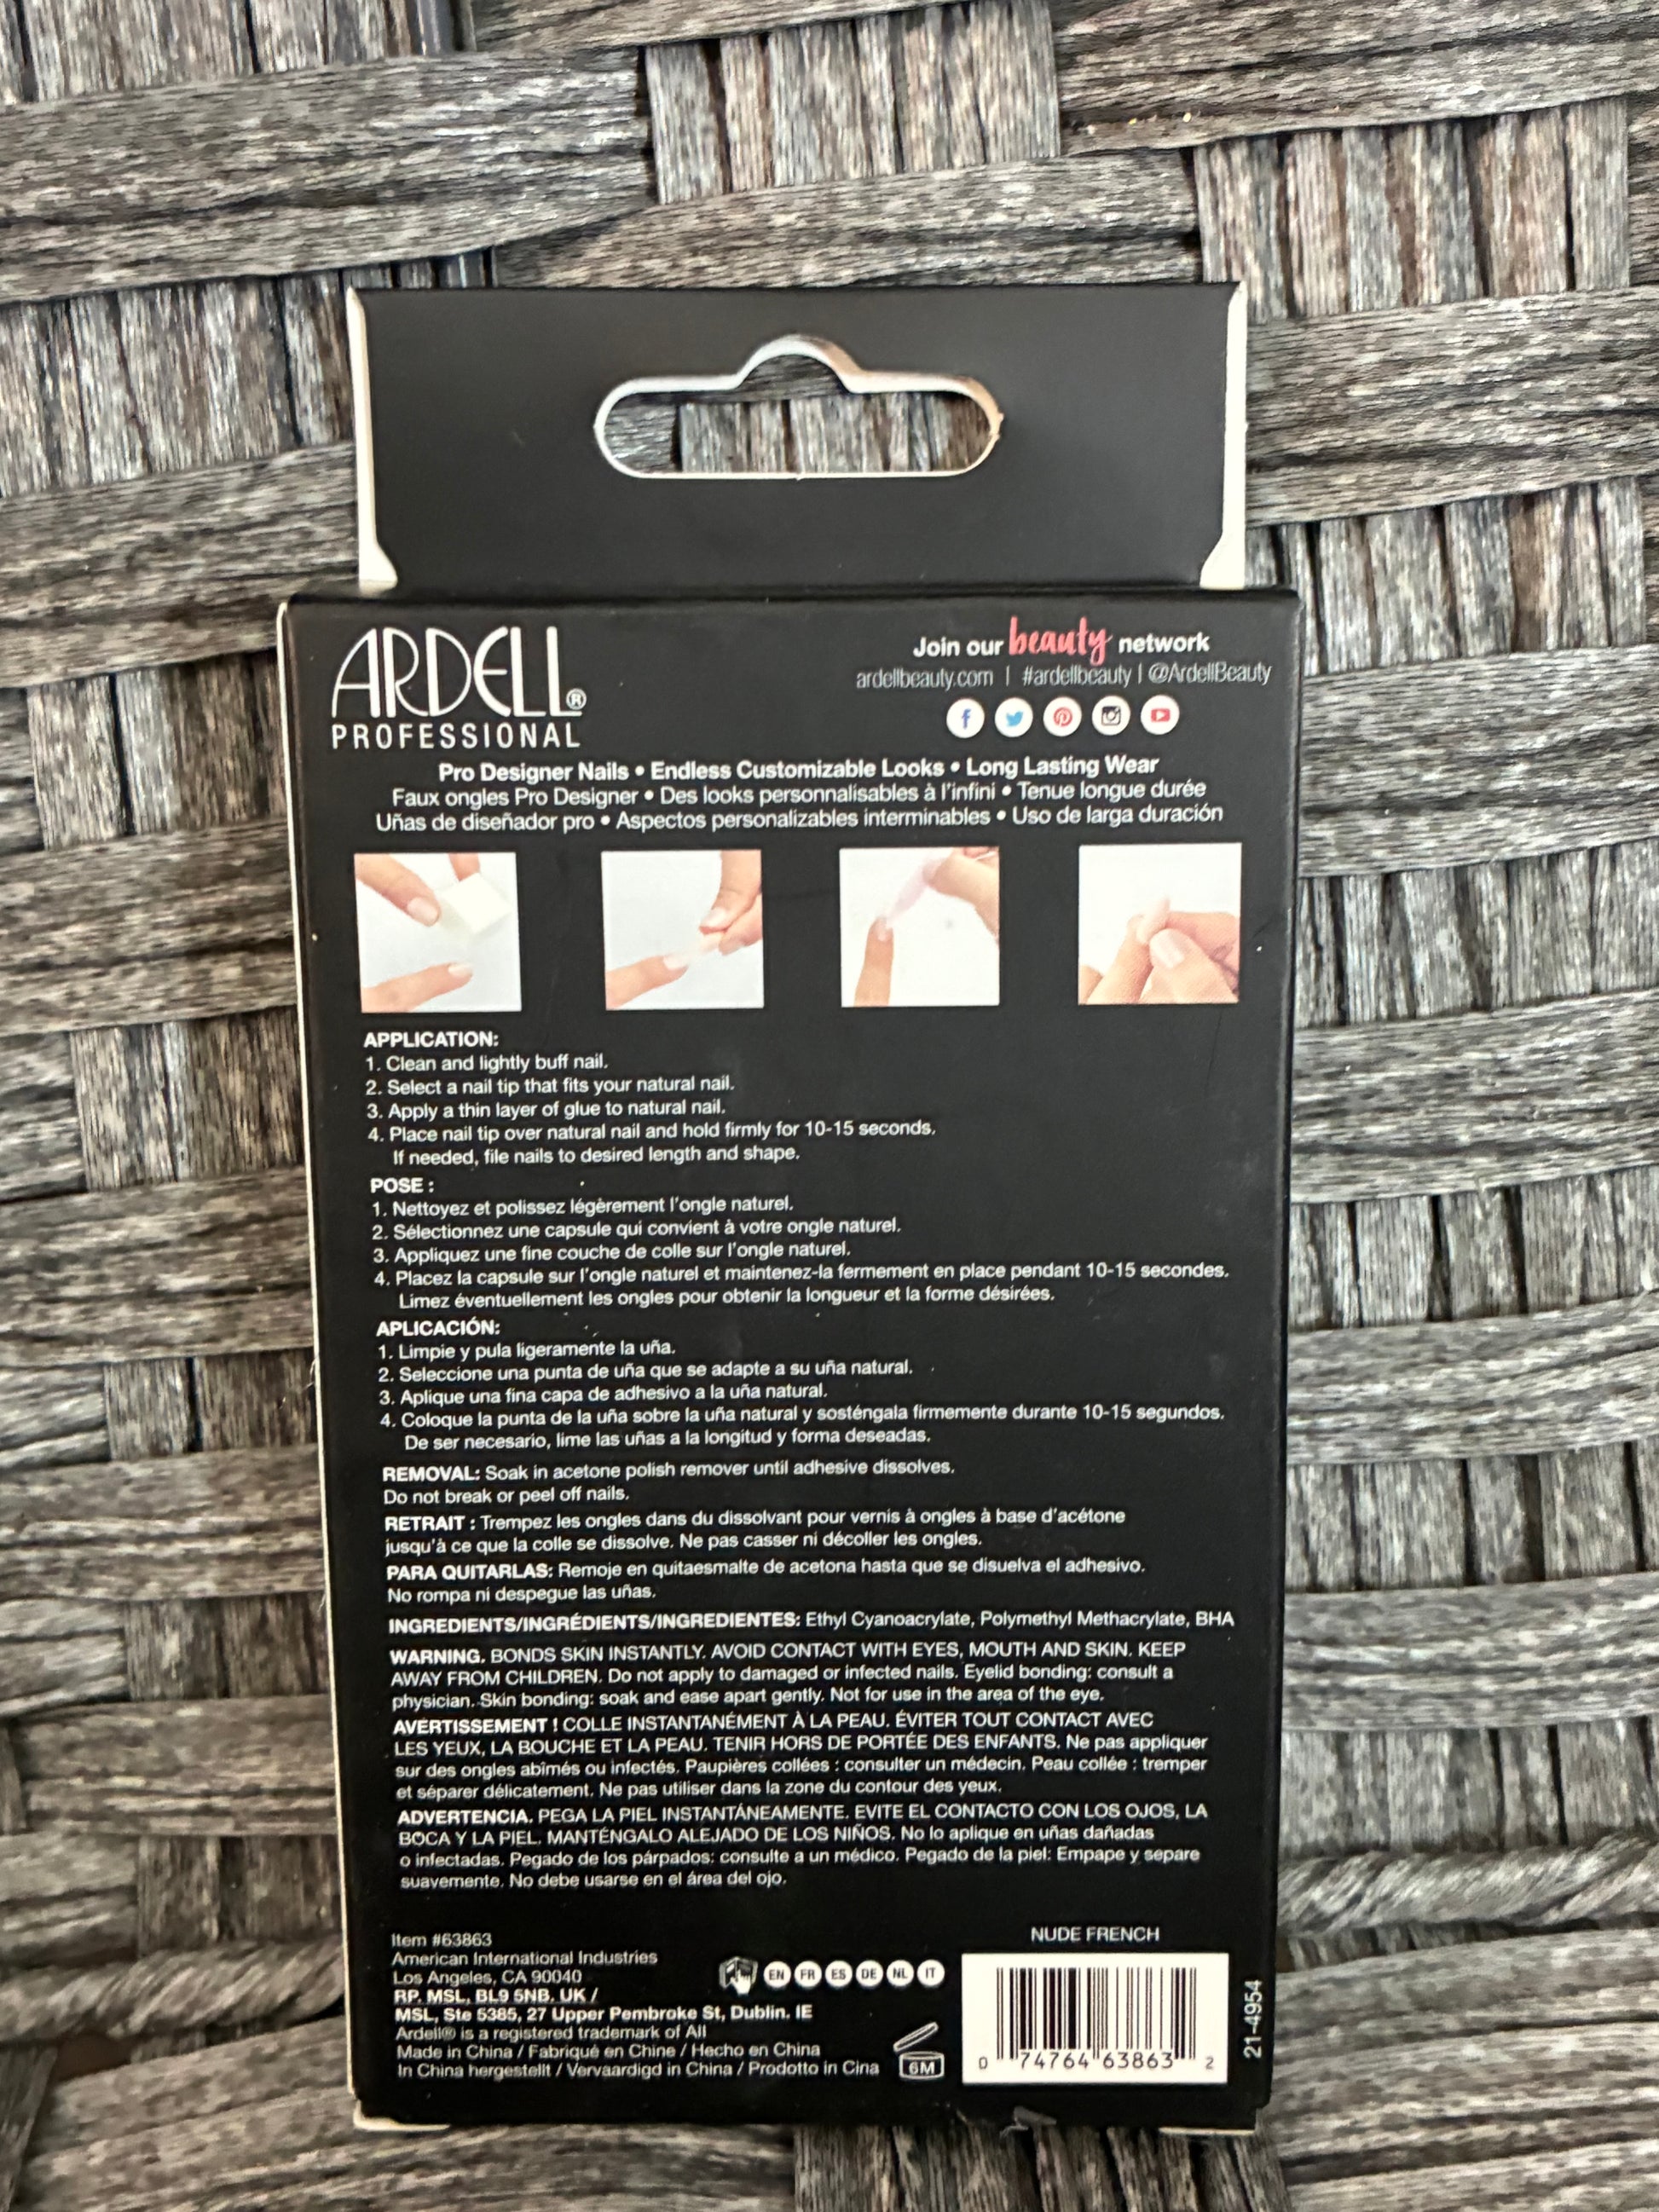 ARDELL®
PROFESSIONAL
Join our beauty network
ardellbeauty.com | #ardellbeauty | @ArdellBeauty
Pro Designer Nails • Endless Customizable Looks • Long Lasting Wear
Faux ongles Pro Designer • Des looks personnalisables à l'infini • Tenue longue durée
Uñas de diseñador pro • Aspectos personalizables interminables • Uso de larga duración
APPLICATION:
1. Clean and lightly buff nail.
2. Select a nail tip that fits your natural nail.
3. Apply a thin layer of glue to natural nail.
4. Place nail tip over natural nail and hold firmly for 10-15 seconds.
If needed, file nails to desired length and shape.
POSE :
1. Nettoyez et polissez légèrement l'ongle naturel.
2. Sélectionnez une capsule qui convient à votre ongle naturel.
3. Appliquez une fine couche de colle sur l'ongle naturel.
4. Placez la capsule sur l'ongle naturel et maintenez-la fermement en place pendant 10-15 secondes.
Limez éventuellement les ongles pour obtenir la longueur et la forme désirées.
APLICACIÓN:
1. Limpie y pula ligeramente la uña.
2. Seleccione una punta de uña que se adapte a su uña natural.
3. Aplique una fina capa de adhesivo a la uña natural.
4. Coloque la punta de la uña sobre la uña natural y sosténgala firmemente durante 10-15 segundos.
De ser necesario, lime las uñas a la longitud y forma deseadas.
REMOVAL: Soak in acetone polish remover until adhesive dissolves.
Do not break or peel off nails.
RETRAIT : Trempez les ongles dans du dissolvant pour vernis à ongles à base d'acétone
jusqu'à ce que la colle se dissolve. Ne pas casser ni décoller les ongles.
PARA QUITARLAS: Remoje en quitaesmalte de acetona hasta que se disuelva el adhesivo.
No rompa ni despegue las uñas.
INGREDIENTS/INGRÉDIENTS/INGREDIENTES: Ethyl Cyanoacrylate, Polymethyl Methacrylate, BHA
WARNING. BONDS SKIN INSTANTLY. AVOID CONTACT WITH EYES, MOUTH AND SKIN. KEEP
AWAY FROM CHILDREN. Do not apply to damaged or infected nails. Eyelid bonding: consult a
physician. Skin bonding: soak and ease apart gently. Not for use in the area of the eye.
AVERTISSEMENT ! COLLE INSTANTANÉMENT À LA PEAU. ÉVITER TOUT CONTACT AVEC
LES YEUX, LA BOUCHE ET LA PEAU. TENIR HORS DE PORTÉE DES ENFANTS. Ne pas appliquer
sur des ongles abîmés ou infectés. Paupières collées : consulter un médecin. Peau collée : tremper
et séparer délicatement. Ne pas utiliser dans la zone du contour des yeux.
ADVERTENCIA. PEGA LA PIEL INSTANTÁNEAMENTE. EVITE EL CONTACTO CON LOS OJOS, LA
BOCA Y LA PIEL. MANTÉNGALO ALEJADO DE LOS NIÑOS. No lo aplique en uñas dañadas
o infectadas. Pegado de los párpados: consulte a un médico. Pegado de la piel: Empape y separe
suavemente. No debe usarse en el área del ojo.
Item #63863
American International Industries
Los Angeles, CA 90040
RP. MSL, BL9 5NB. UK /
MSL, Ste 5385, 27 Upper Pembroke St, Dublin. IE
Ardell® is a registered trademark of AII
Made in China / Fabriqué en Chine / Hecho en China
In China hergestellt / Vervaardigd in China / Prodotto in Cina
EN FR ES DE NL IT
6M
NUDE FRENCH
0 74764 63863 2
21-4954